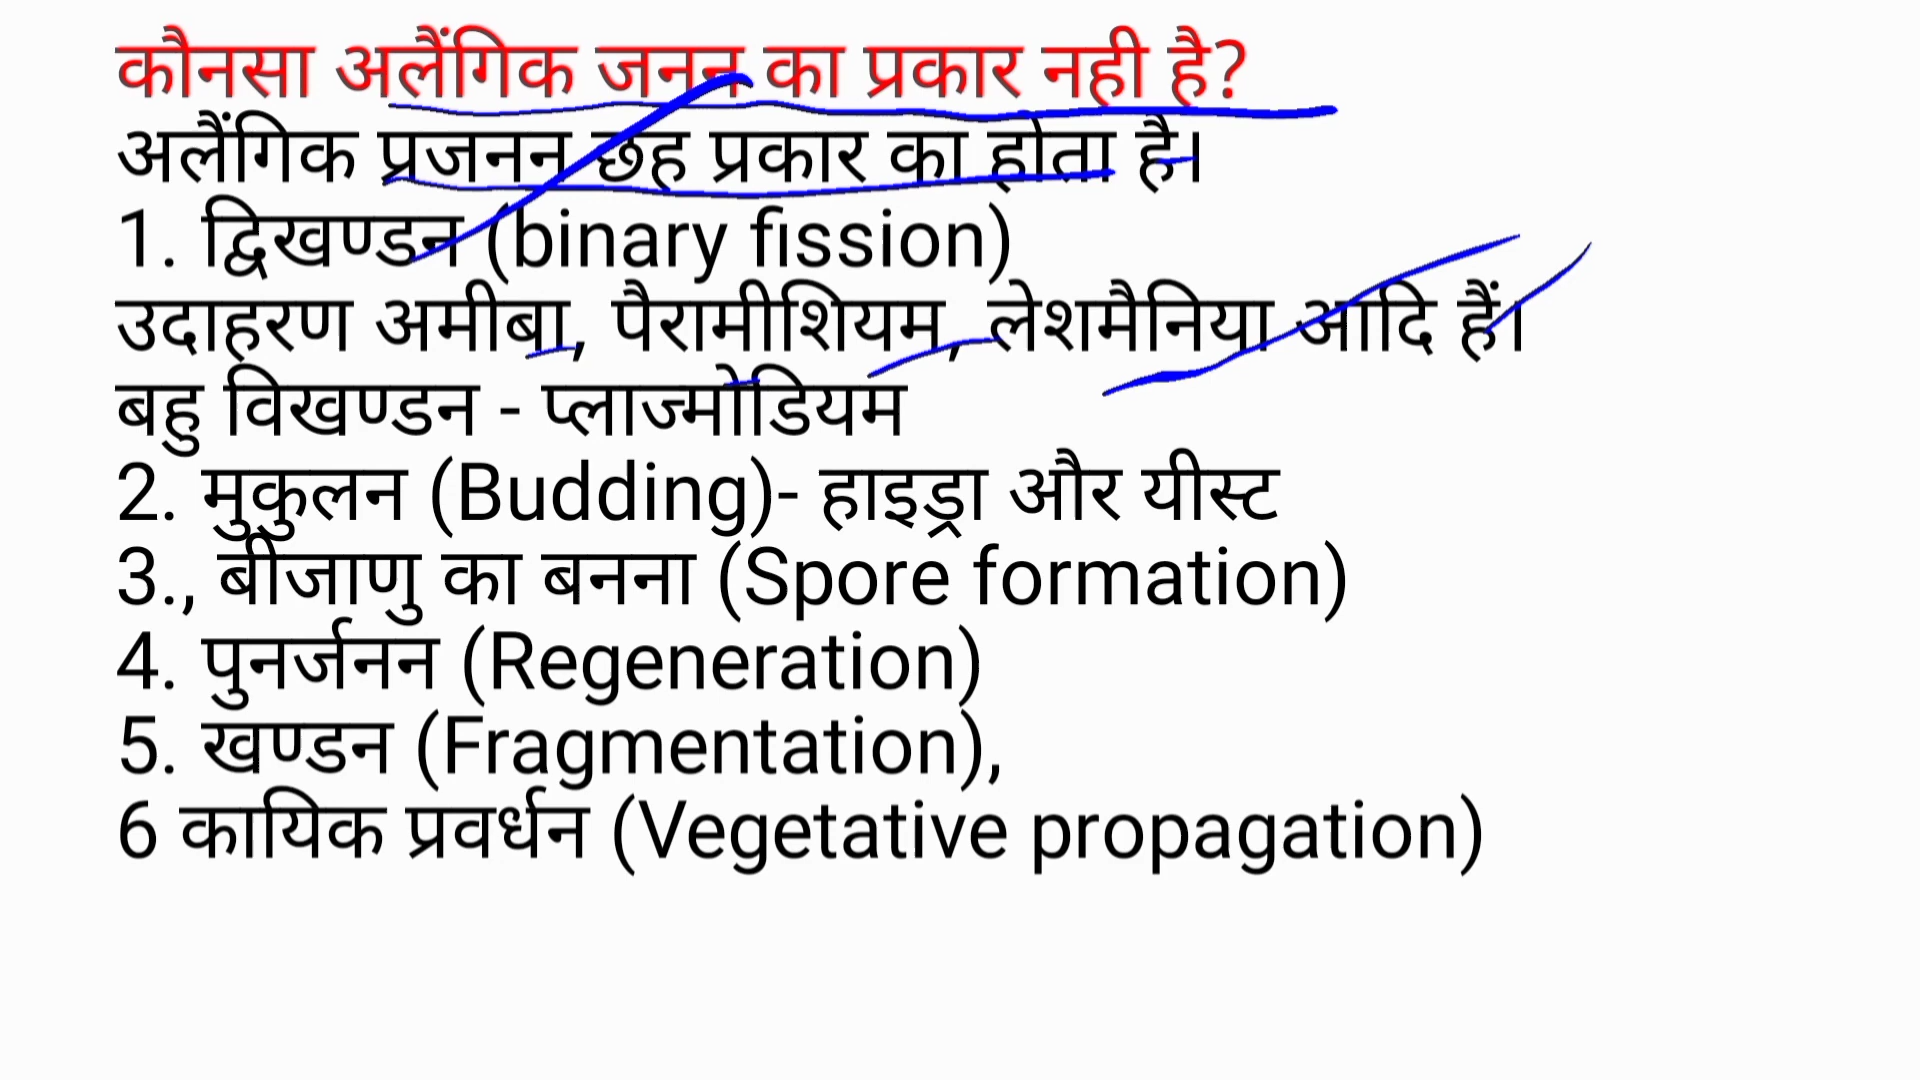 कौनसा अलैंगिक जनन का प्रकार नही है?
अलैंगिक प्रजनन छह प्रकार का होता है।
1. द्विखण्डन (binary fission)
उदाहरण अमीबा, पैरामीशियम, लेशमैनिया आदि हैं।
बहु विखण्डन - प्लाज्मोडियम
2. मुकुलन (Budding)- हाइड्रा और यीस्ट
3., बीजाणु का बनना (Spore formation)
4. पुनर्जनन (Regeneration)
5. खण्डन (Fragmentation),
6 कायिक प्रवर्धन (Vegetative propagation)